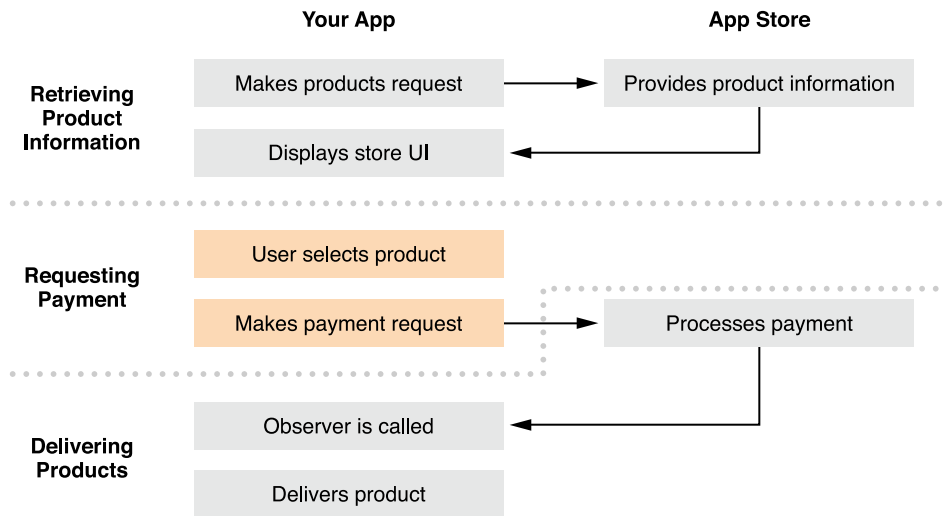 Your App
App Store
Retrieving
Product
Information
Makes products request
Provides product information
Displays store UI
Requesting
Payment
User selects product
Makes payment request
Processes payment
Delivering
Products
Observer is called
Delivers product